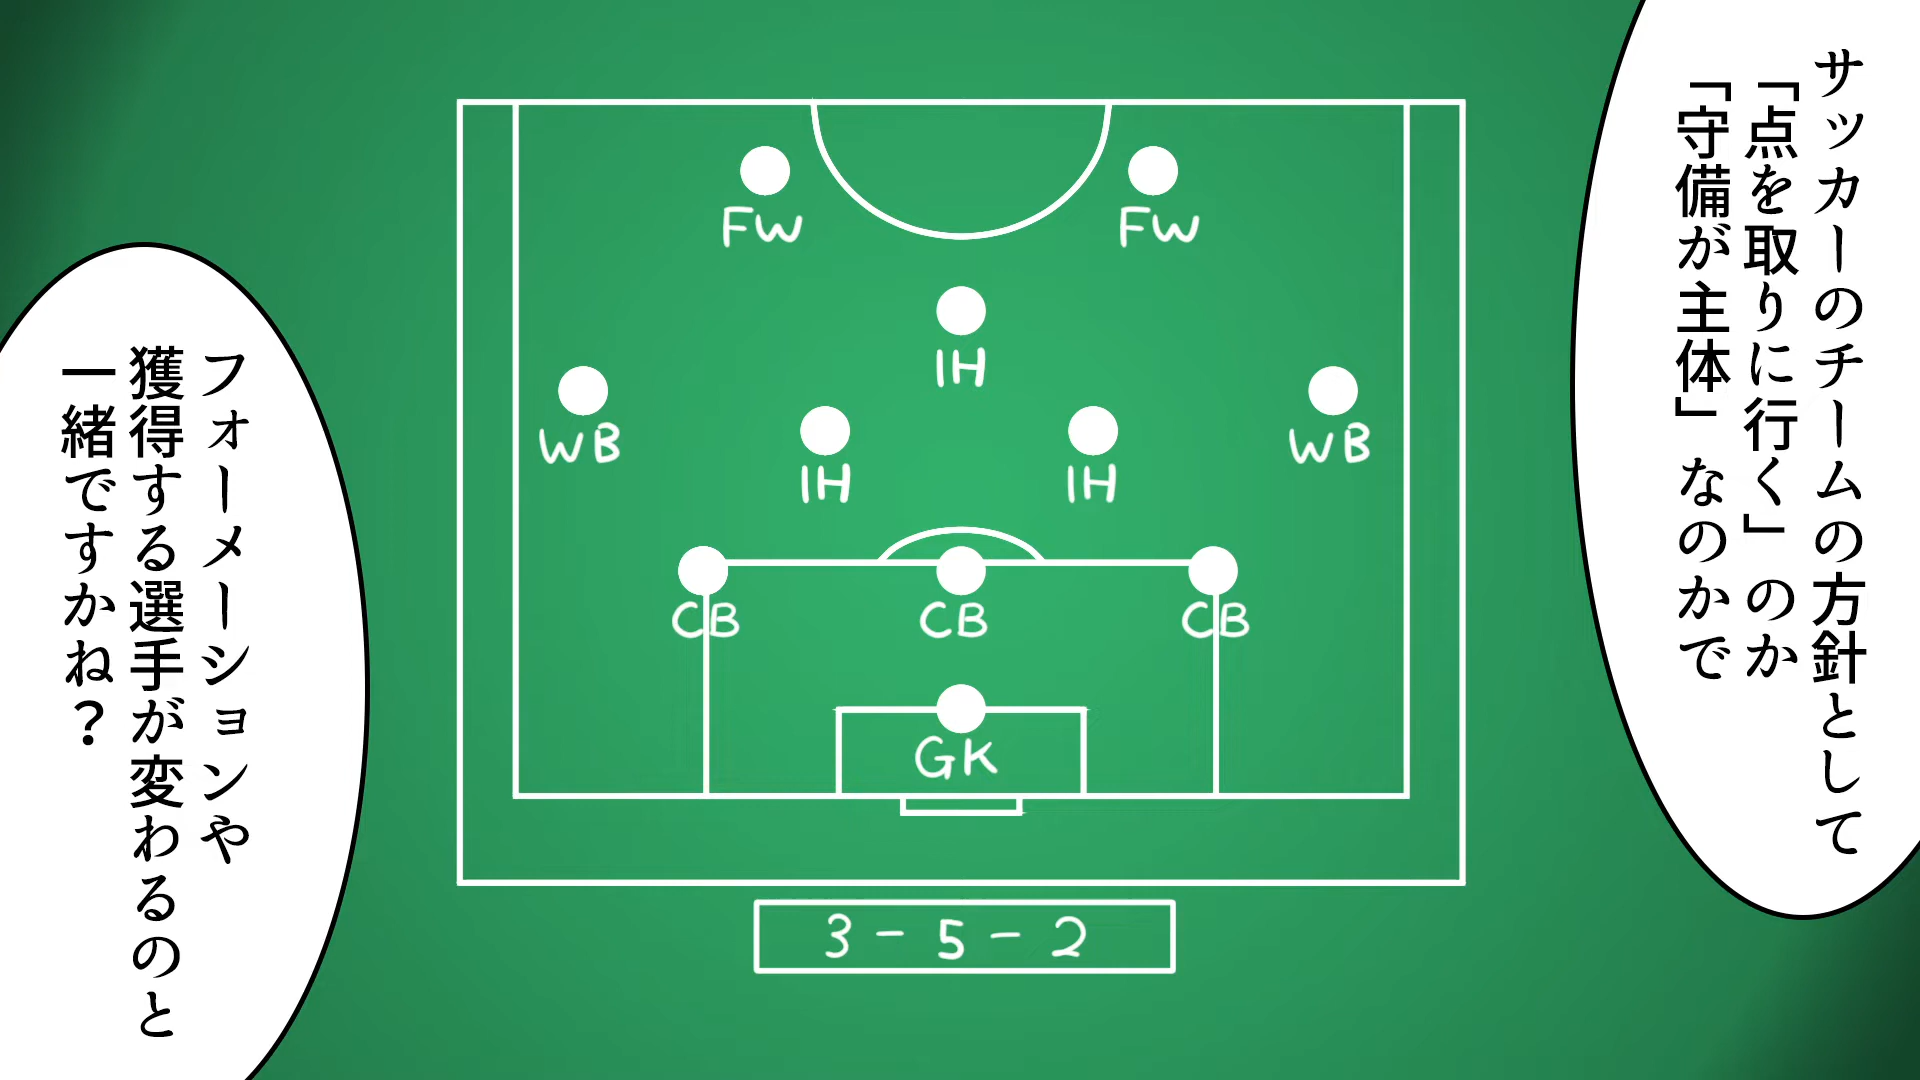 サッカーのチームの方針として
「点を取りに行く」のか
「守備が主体」なのかで
FW
FW
IH
WB
WB
IH
IH
CB
CB
CB
GK
3-5-2
フォーメーションや
獲得する選手が変わるのと
一緒ですかね?